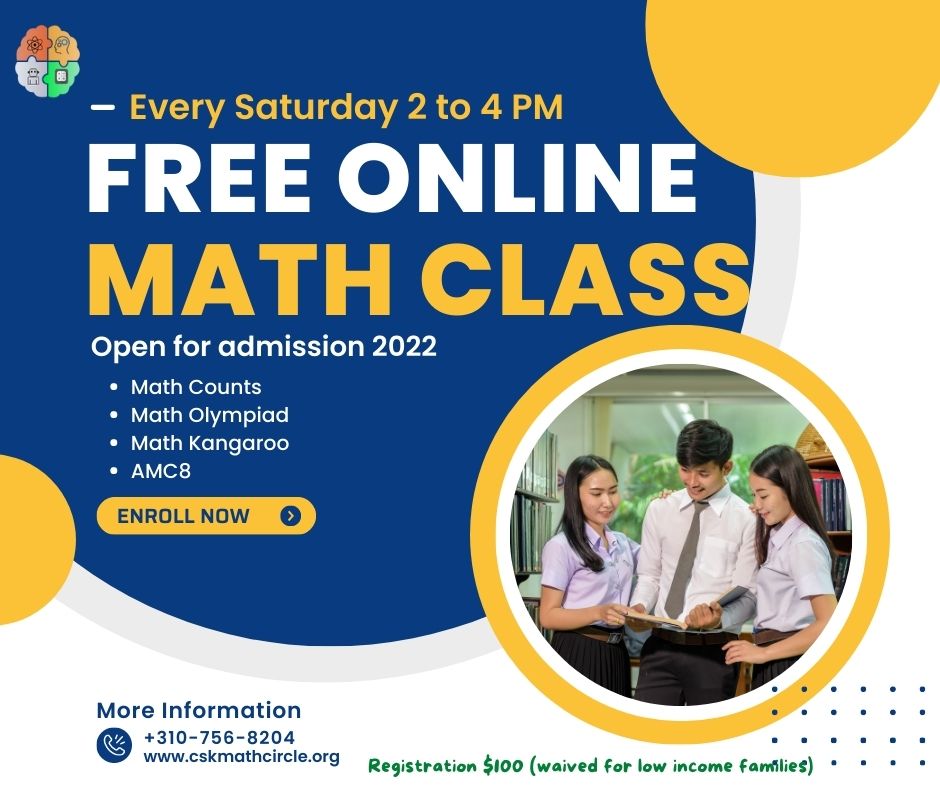 Every Saturday 2 to 4 PM
FREE ONLINE
MATH CLASS
Open for admission 2022
• Math Counts
• Math Olympiad
• Math Kangaroo
• AMC8
ENROLL NOW
More Information
+310-756-8204
www.cskmathcircle.org
Registration $100 (waived for low income families)